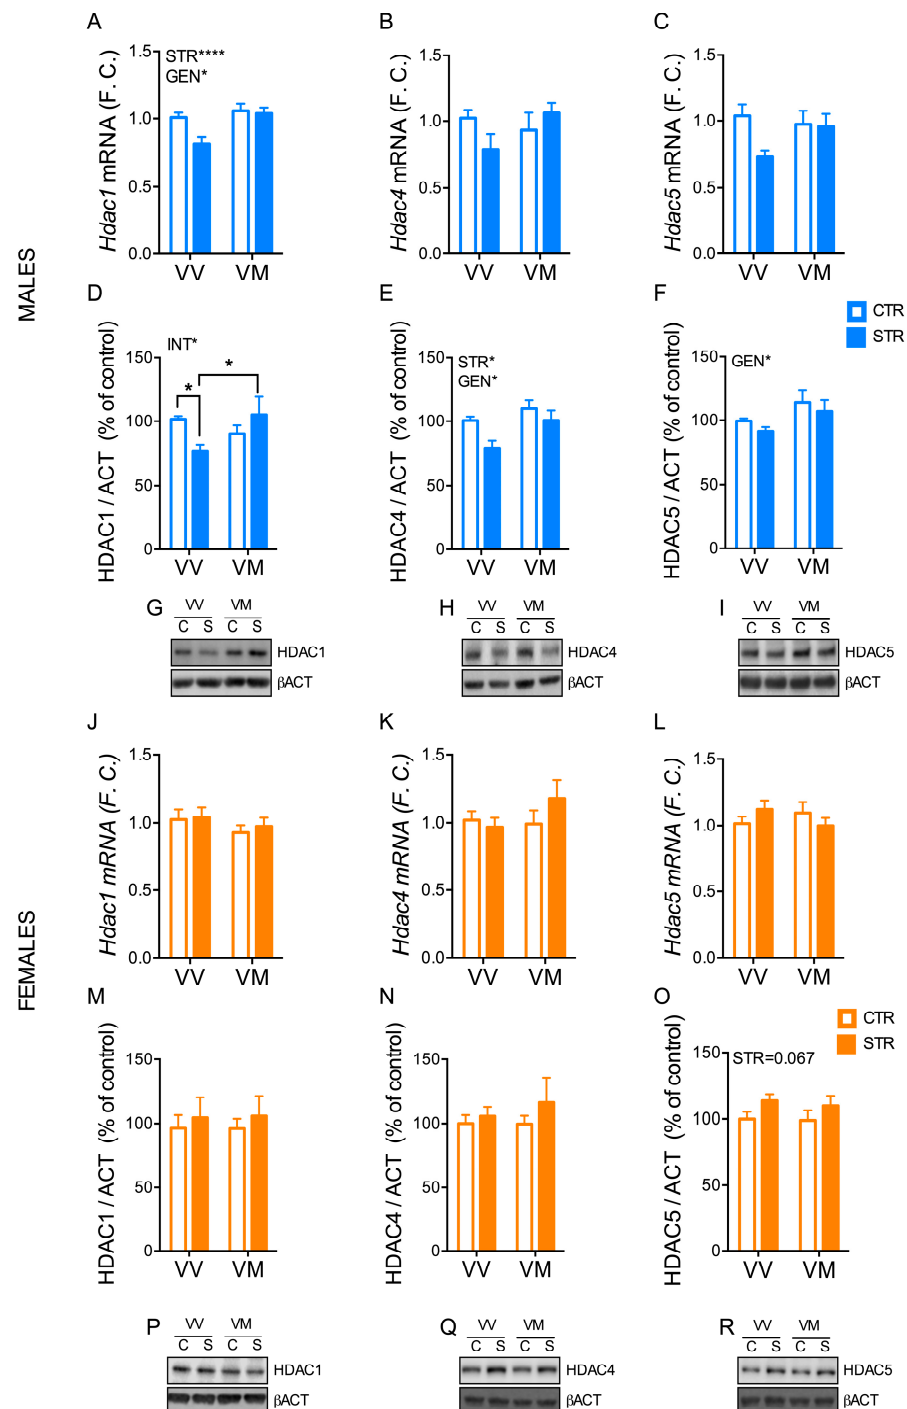 MALES
A
Hdac1 mRNA (F. C.)
1.5
1.0
0.5
0.0
STR****
GEN*
VV VM
B
Hdac4 mRNA (F. C.)
1.5
1.0
0.5
0.0
VV VM
C
Hdac5 mRNA (F. C.)
1.5
1.0
0.5
0.0
VV VM
D
HDAC1 / ACT (% of control)
150
100
50
0
INT*
*
*
VV VM
E
HDAC4 / ACT (% of control)
150
100
50
0
STR*
GEN*
VV VM
F
HDAC5 / ACT (% of control)
150
100
50
0
GEN*
VV VM
CTR
STR
G
VV VM
C S C S
HDAC1
βACT
H
VV VM
C S C S
HDAC4
βACT
I
VV VM
C S C S
HDAC5
βACT
FEMALES
J
Hdac1 mRNA (F. C.)
1.5
1.0
0.5
0.0
VV VM
K
Hdac4 mRNA (F. C.)
1.5
1.0
0.5
0.0
VV VM
L
Hdac5 mRNA (F. C.)
1.5
1.0
0.5
0.0
VV VM
M
HDAC1 / ACT (% of control)
150
100
50
0
VV VM
N
HDAC4 / ACT (% of control)
150
100
50
0
VV VM
O
HDAC5 / ACT (% of control)
150
100
50
0
STR=0.067
VV VM
CTR
STR
P
VV VM
C S C S
HDAC1
βACT
Q
VV VM
C S C S
HDAC4
βACT
R
VV VM
C S C S
HDAC5
βACT